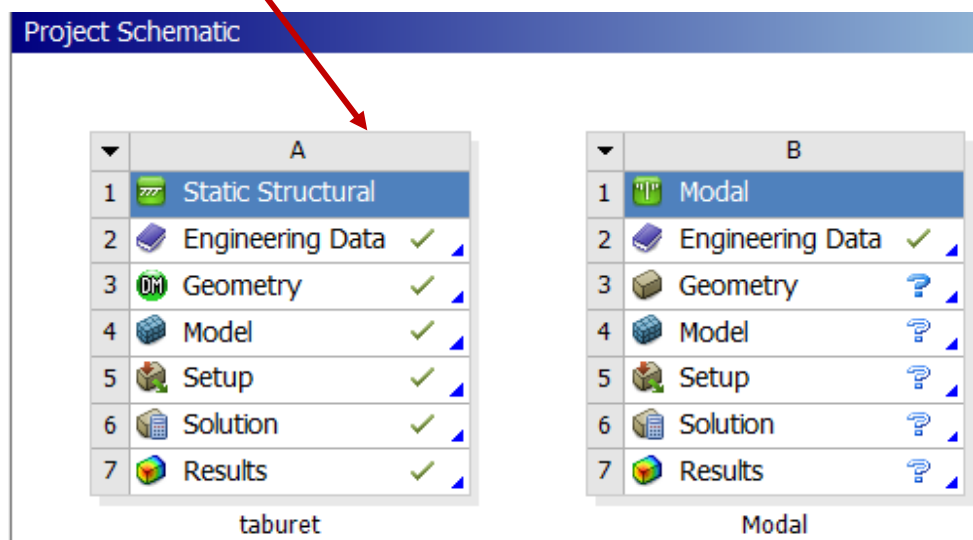 Project Schematic
A
1 Static Structural
2 Engineering Data
3 DM Geometry
4 Model
5 Setup
6 Solution
7 Results
taburet
B
1 Modal
2 Engineering Data
3 Geometry ?
4 Model ?
5 Setup ?
6 Solution ?
7 Results ?
Modal